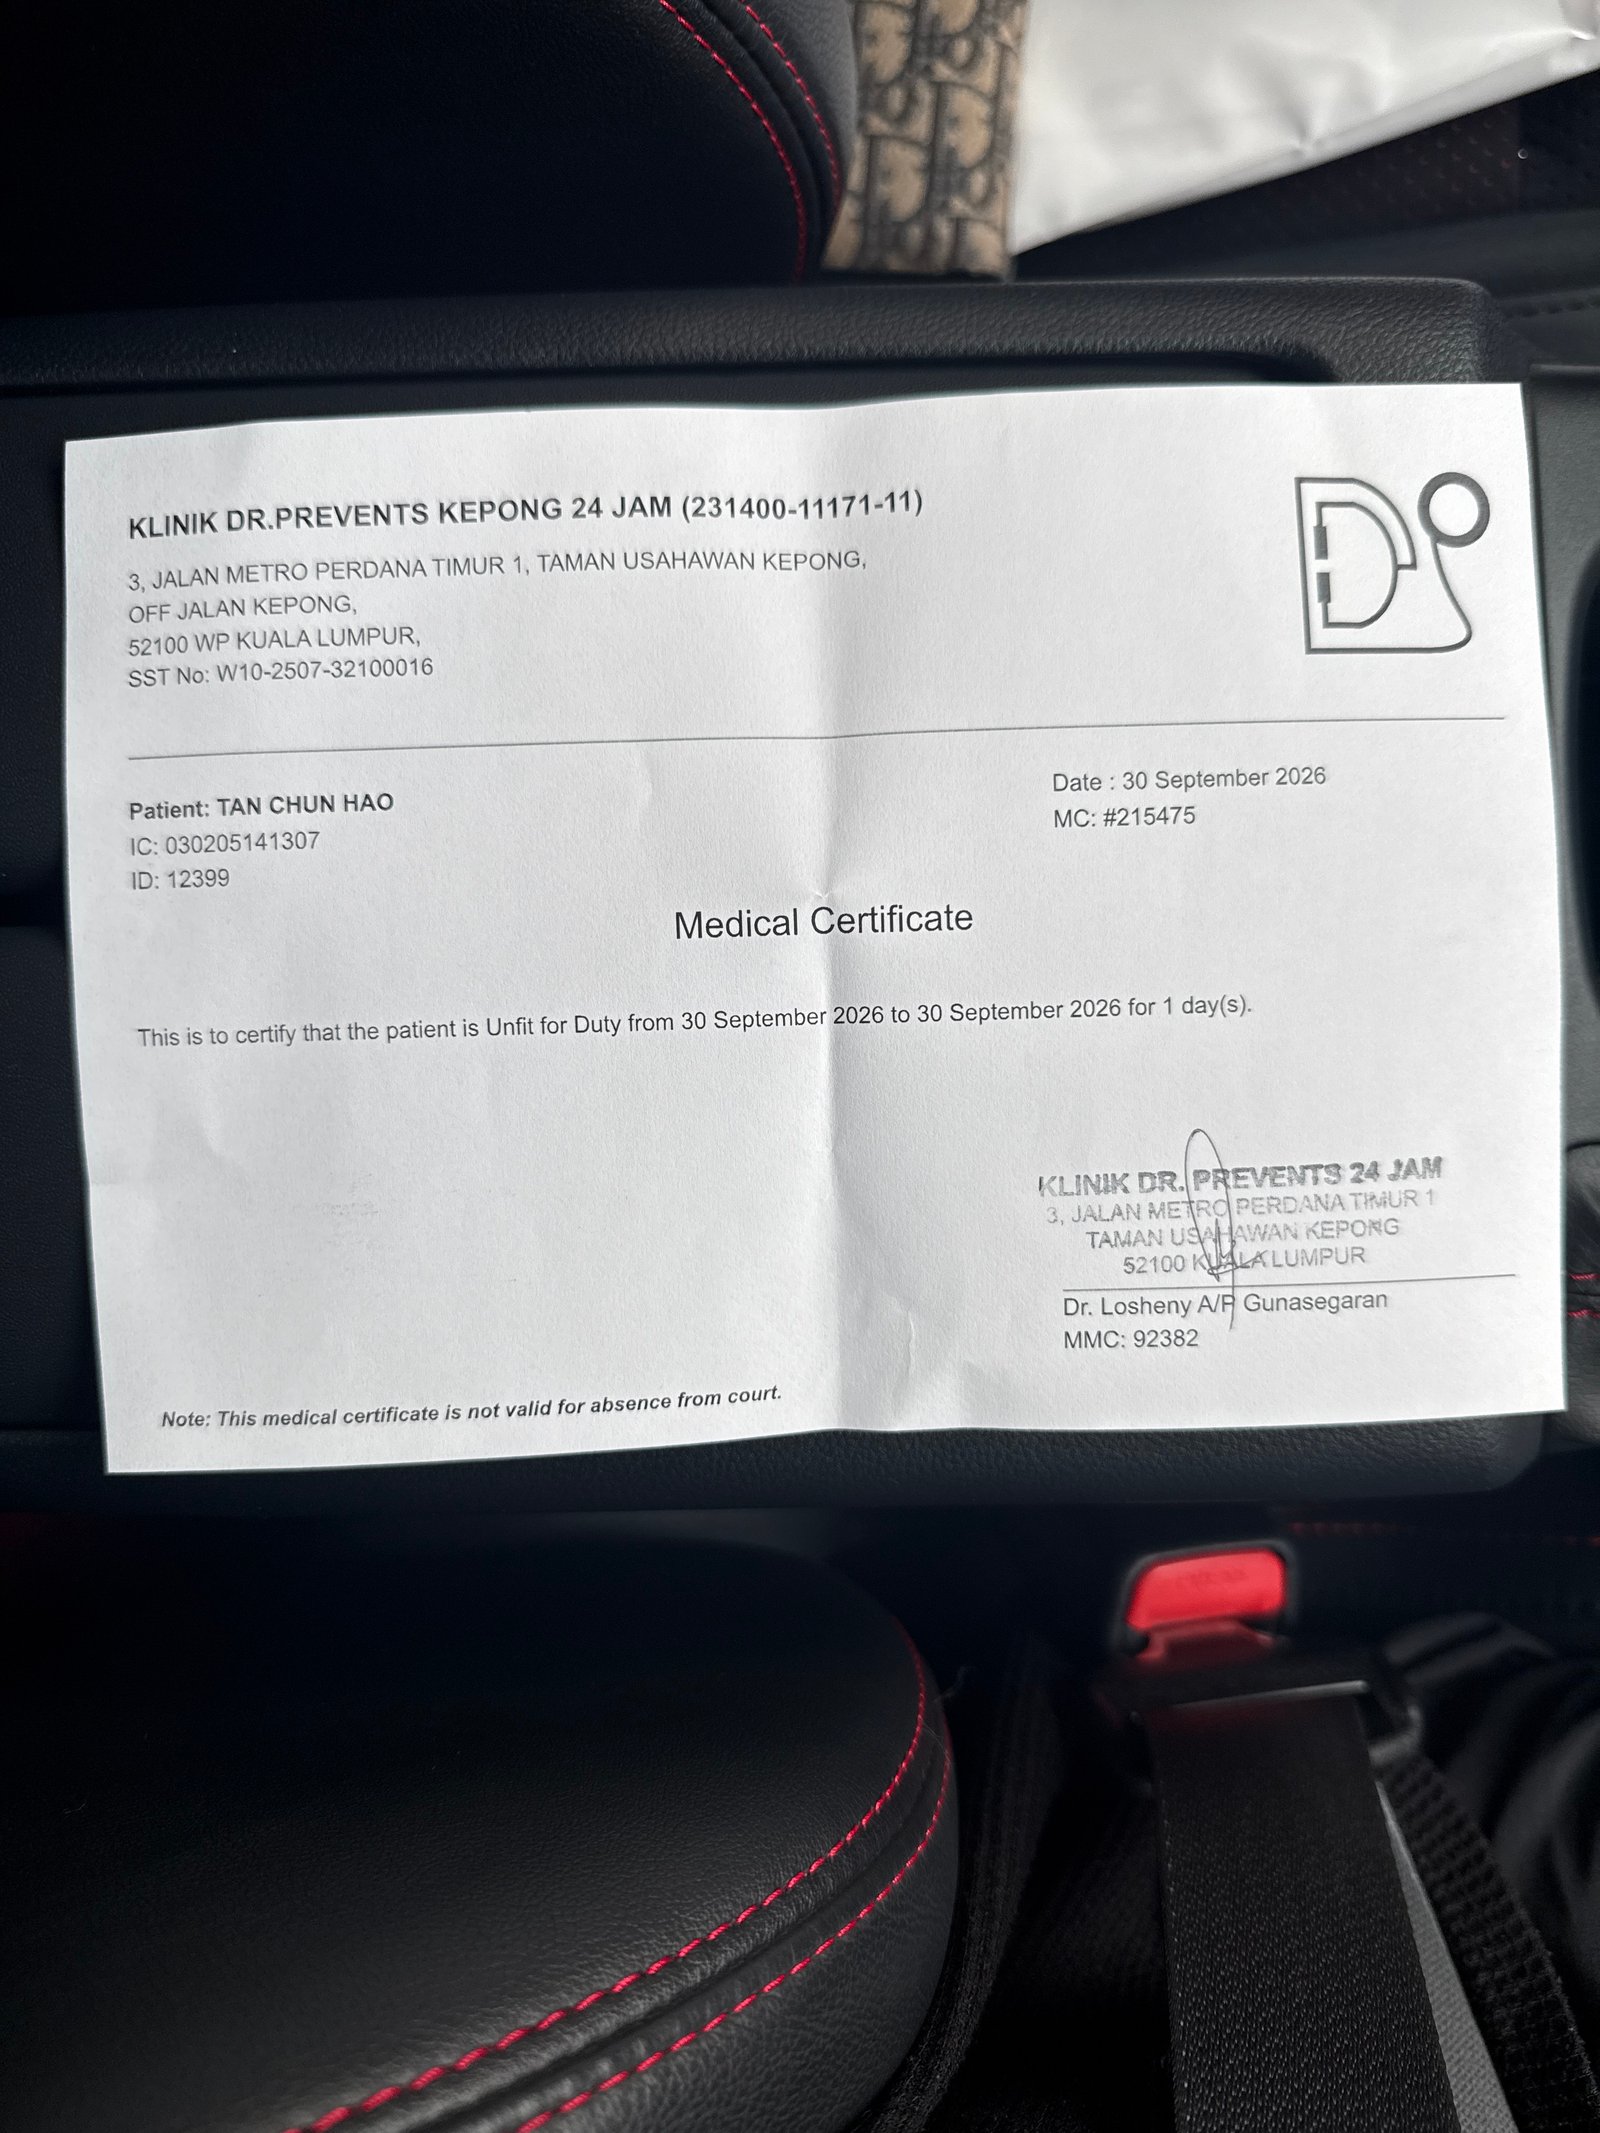 KLINIK DR.PREVENTS KEPONG 24 JAM (231400-11171-11)
3, JALAN METRO PERDANA TIMUR 1, TAMAN USAHAWAN KEPONG,
OFF JALAN KEPONG,
52100 WP KUALA LUMPUR,
SST No: W10-2507-32100016
Patient: TAN CHUN HAO
IC: 030205141307
ID: 12399
Date : 30 September 2026
MC: #215475
Medical Certificate
This is to certify that the patient is Unfit for Duty from 30 September 2026 to 30 September 2026 for 1 day(s).
KLINIK DR. PREVENTS 24 JAM
3, JALAN METRO PERDANA TIMUR 1
TAMAN USAHAWAN KEPONG
52100 KUALA LUMPUR
Dr. Losheny A/P Gunasegaran
MMC: 92382
Note: This medical certificate is not valid for absence from court.